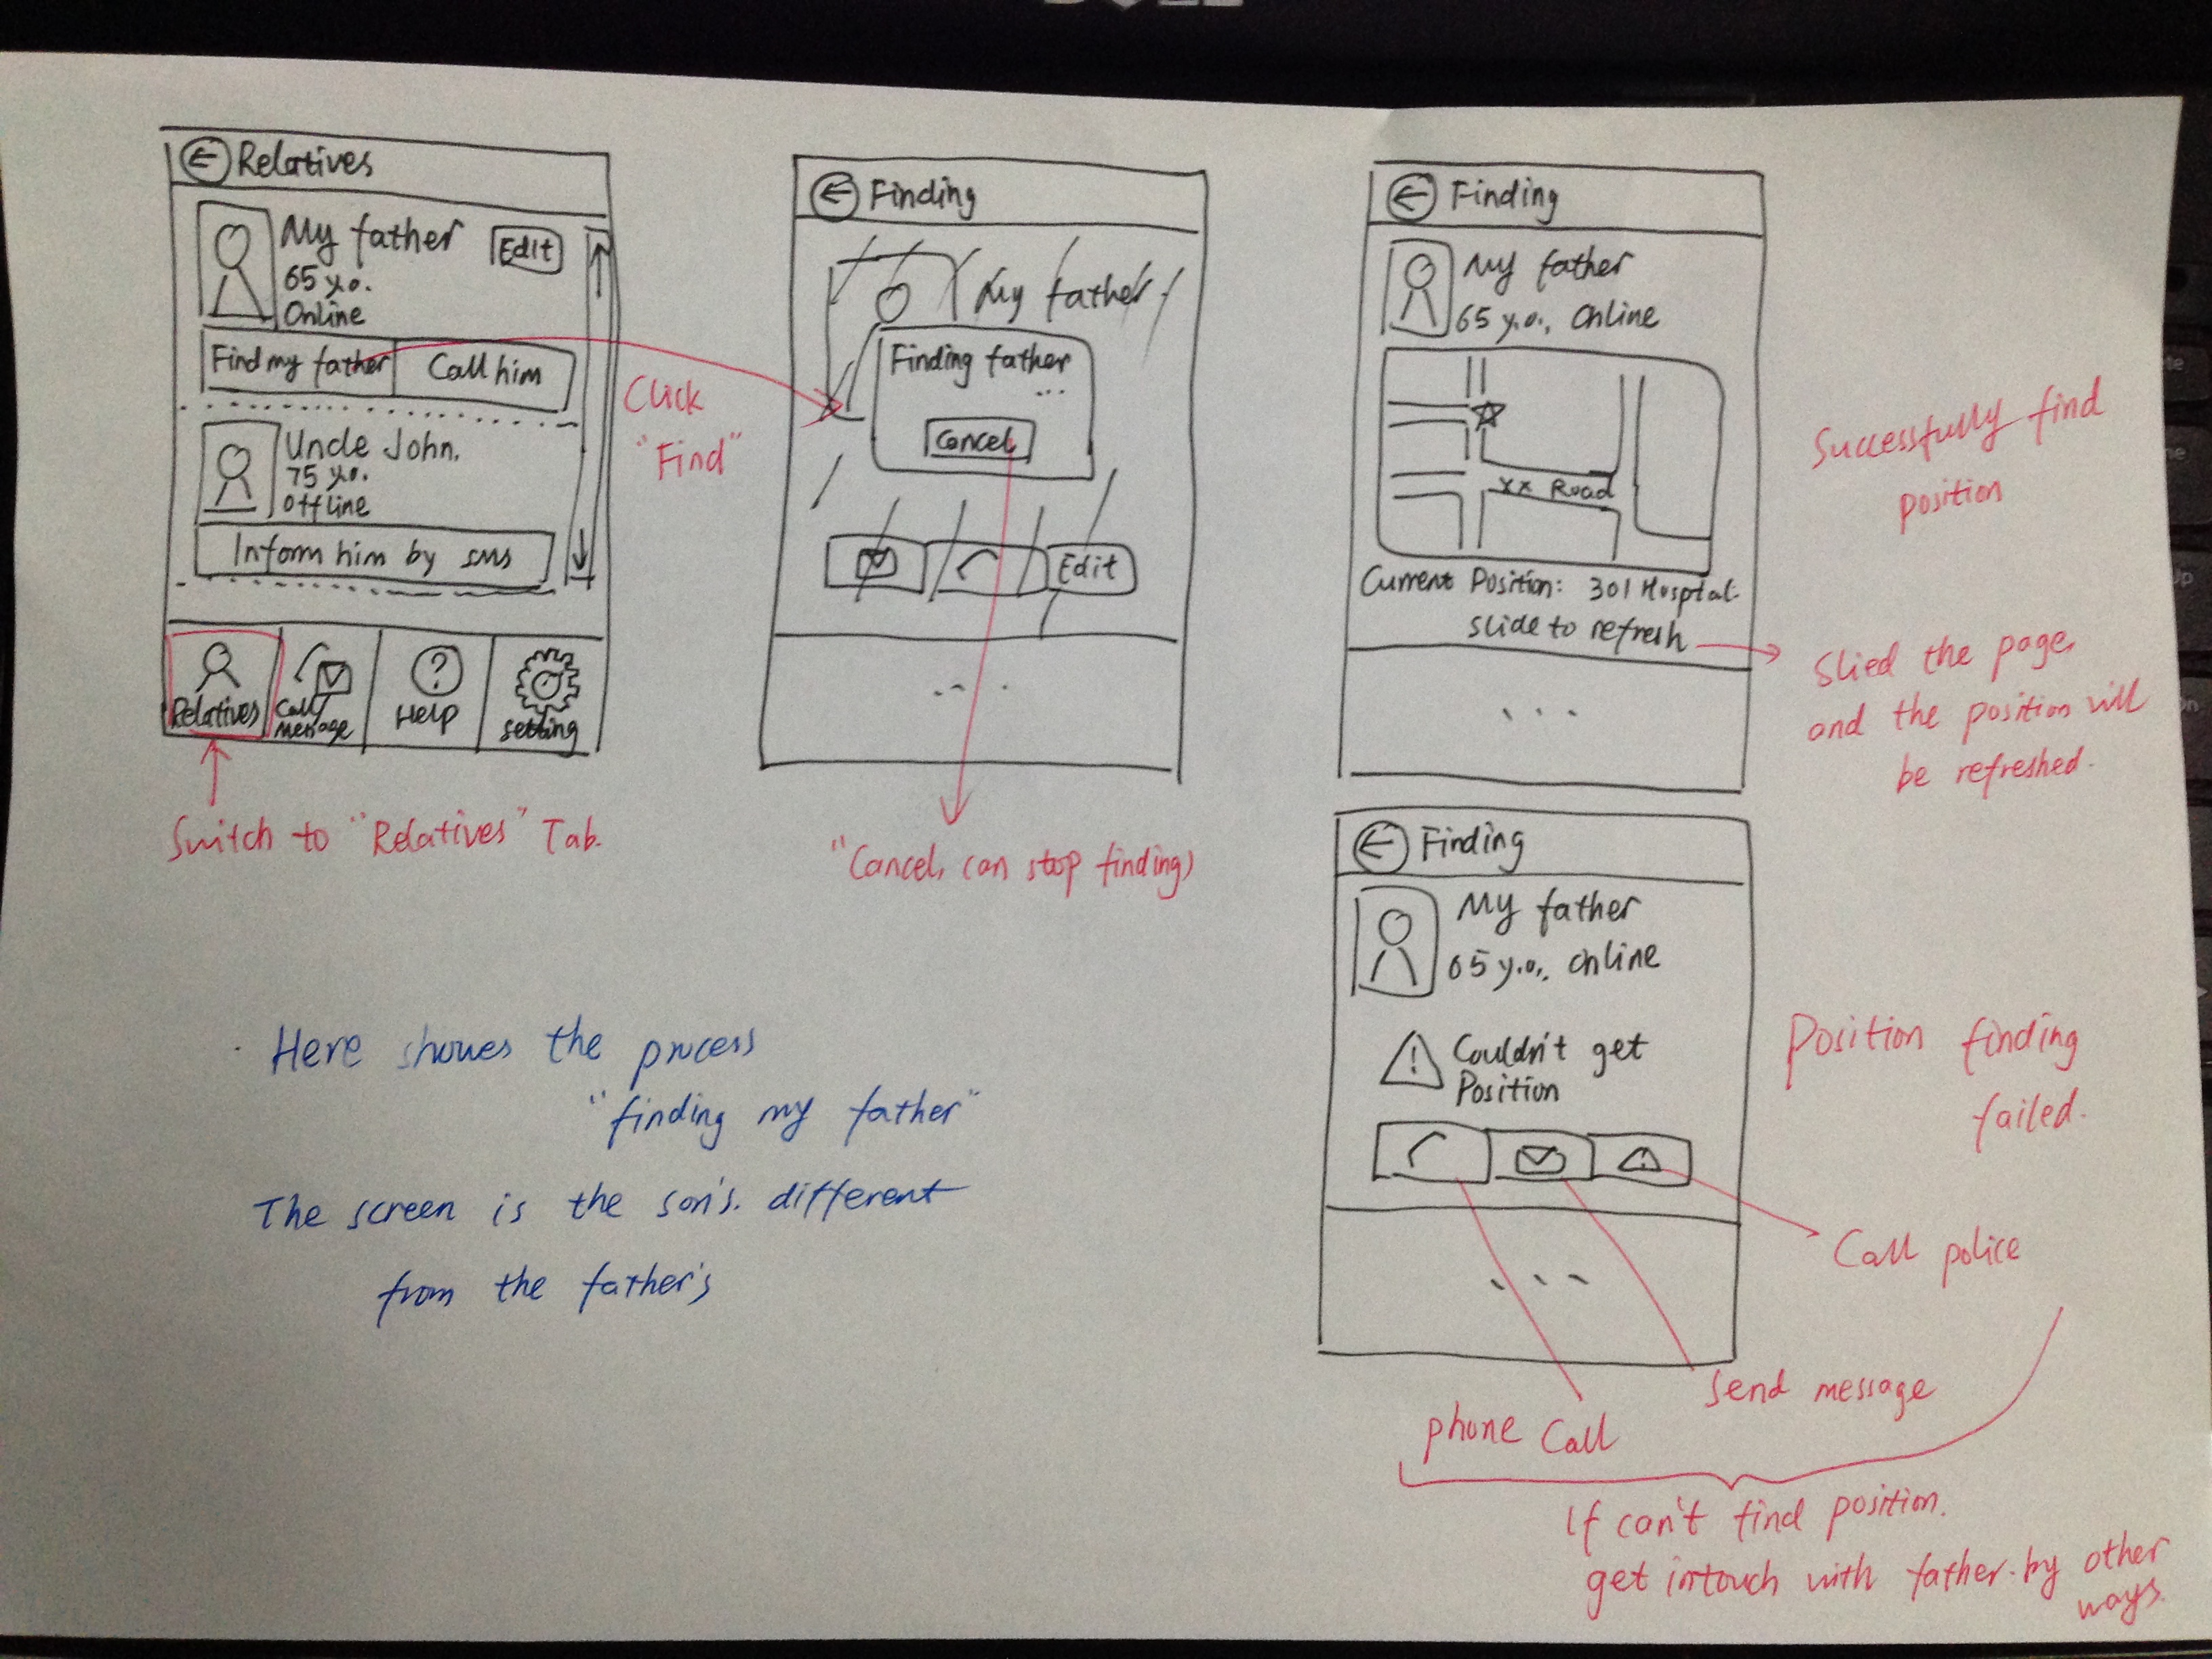 Relatives
My father
Edit
65 y.o.
Online
Find my father
Call him
Uncle John.
75 y.o.
Offline
Inform him by SMS
Relatives
Call/
Message
Help
setting
Switch to "Relatives" Tab.
Click
"Find"
Finding
My father
Finding father
...
Cancel
Edit
...
"Cancel, can stop finding)
Finding
My father
65 y.o., Online
xx Road
Current Position: 301 Hosptal.
slide to refresh
...
Successfully find
position
Slied the page,
and the position will
be refreshed.
Finding
My father
65 y.o., Online
Couldn't get
Position
...
Position finding
failed.
Call police
Send message
phone Call
If can't find position.
get intouch with father by other
ways.
Here showes the process
"finding my father"
The screen is the son's. different
from the father's